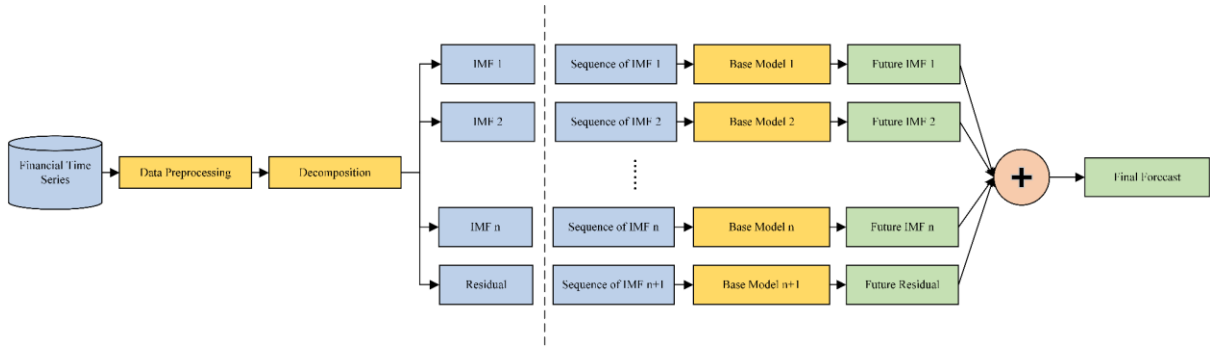 Financial Time
Series
Data Preprocessing
Decomposition
IMF 1
Sequence of IMF 1
Base Model 1
Future IMF 1
IMF 2
Sequence of IMF 2
Base Model 2
Future IMF 2
IMF n
Sequence of IMF n
Base Model n
Future IMF n
Residual
Sequence of IMF n+1
Base Model n+1
Future Residual
+
Final Forecast